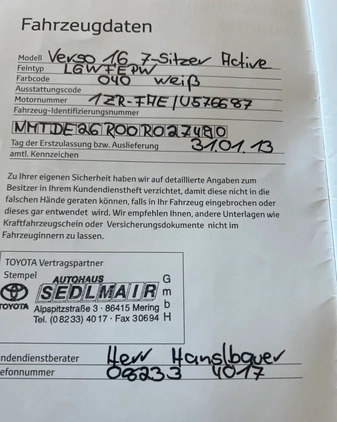 Fahrzeugdaten
Modell Verso 16 7-Sitzer Active
Feintyp LGW+EPW
Farbcode 040 weiß
Ausstattungscode
Motornummer 1ZR-FAE/U576687
Fahrzeug-Identifizierungsnummer
NMTDE26R00R027480
Tag der Erstzulassung bzw. Auslieferung 31.01.13
amtl. Kennzeichen
Zu Ihrer eigenen Sicherheit haben wir auf detaillierte Angaben zum
Besitzer in Ihrem Kundendienstheft verzichtet, damit diese nicht in die
falschen Hände geraten können, falls in Ihr Fahrzeug eingebrochen oder
dieses gar entwendet wird. Wir empfehlen Ihnen, andere Unterlagen wie
Kraftfahrzeugschein oder Versicherungsdokumente nicht im
Fahrzeuginnern zu lassen.
TOYOTA Vertragspartner
Stempel
AUTOHAUS
SEDLMAIR GmbH
TOYOTA
Alpspitzstraße 3 · 86415 Mering
Tel. (08233) 4017 · Fax 30694
ndendienstberater Herr Hanslbauer
efonnummer 08233 4017